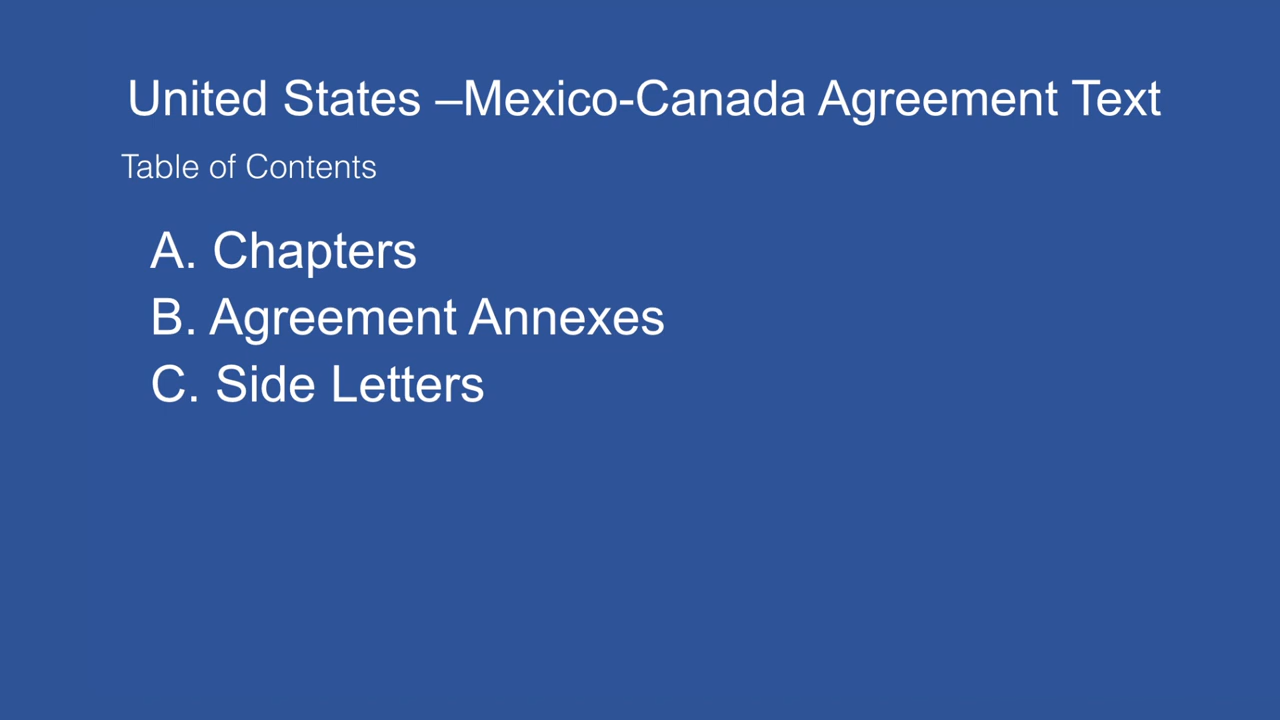 United States –Mexico-Canada Agreement Text
Table of Contents
A. Chapters
B. Agreement Annexes
C. Side Letters